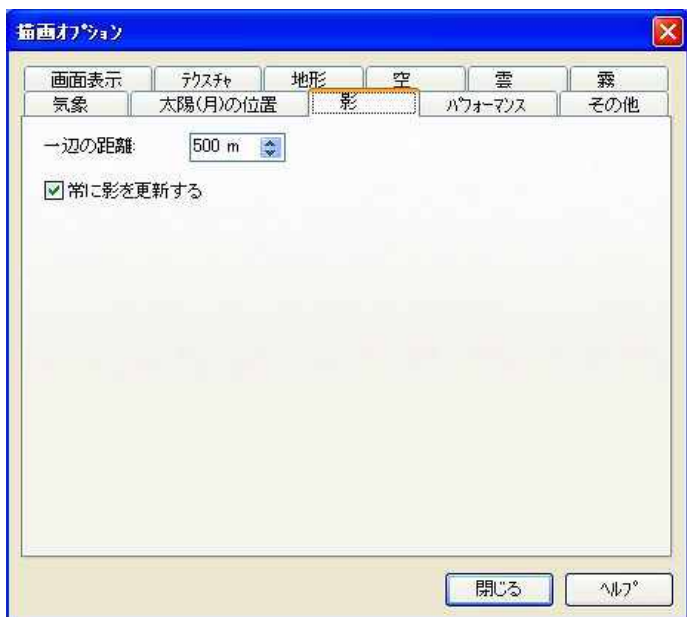 描画オプション
画面表示 テクスチャ 地形 空 雲 霧
気象 太陽(月)の位置 影 パフォーマンス その他
一辺の距離: 500 m
常に影を更新する
閉じる ヘルプ